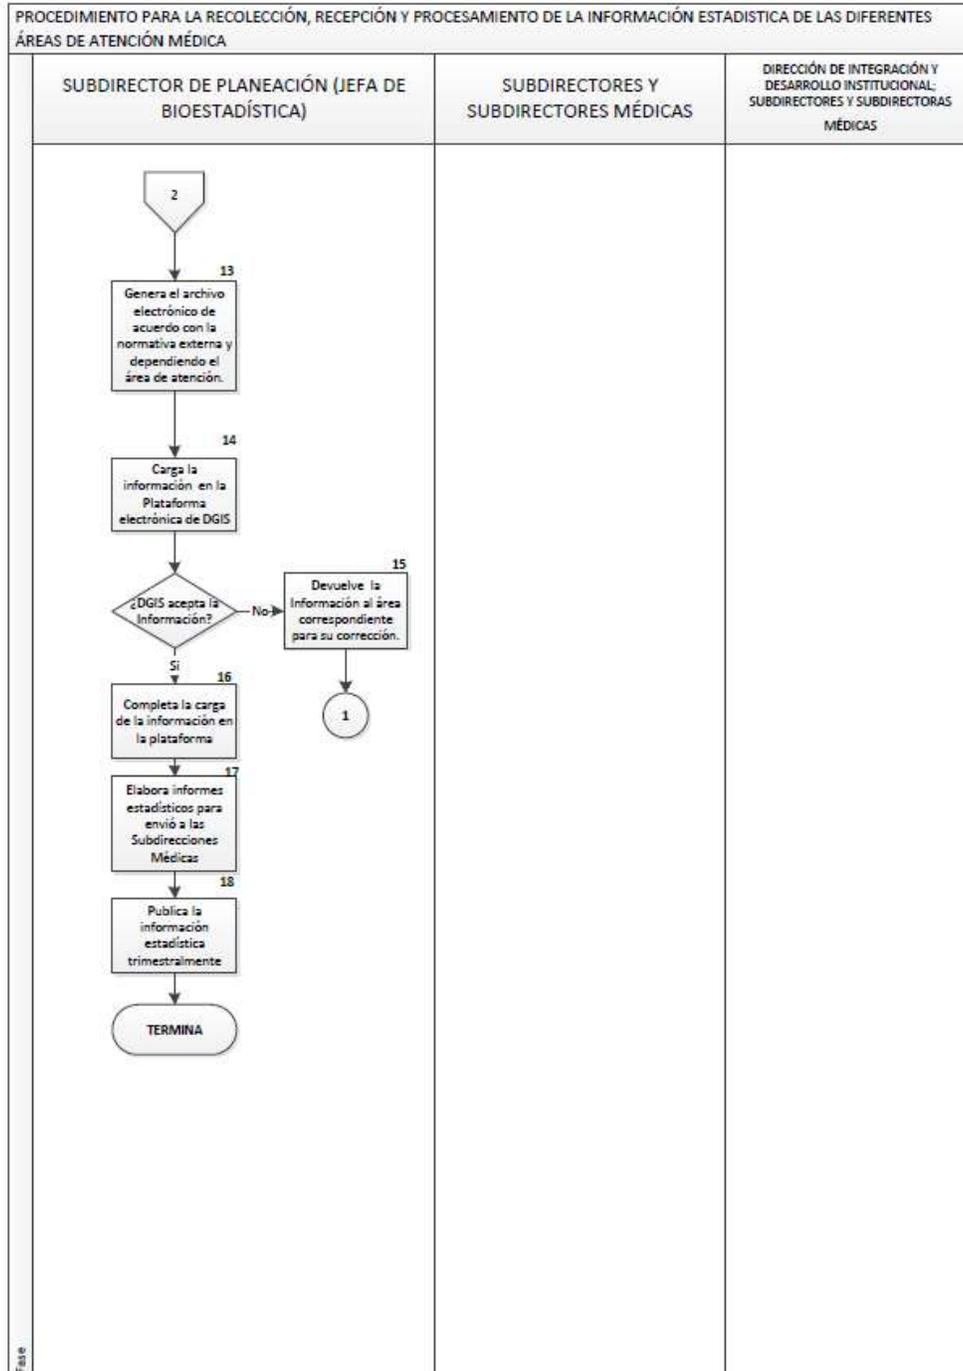 PROCEDIMIENTO PARA LA RECOLECCIÓN, RECEPCIÓN Y PROCESAMIENTO DE LA INFORMACIÓN ESTADISTICA DE LAS DIFERENTES
ÁREAS DE ATENCIÓN MÉDICA
SUBDIRECTOR DE PLANEACIÓN (JEFA DE
BIOESTADÍSTICA)
SUBDIRECTORES Y
SUBDIRECTORES MÉDICAS
DIRECCIÓN DE INTEGRACIÓN Y
DESARROLLO INSTITUCIONAL;
SUBDIRECTORES Y SUBDIRECTORAS
MÉDICAS
2
13
Genera el archivo
electrónico de
acuerdo con la
normativa externa y
dependiendo el
área de atención.
14
Carga la
información en la
Plataforma
electrónica de DGIS
¿DGIS acepta la
Información?
No
15
Devuelve la
Información al área
correspondiente
para su corrección.
1
Si
16
Completa la carga
de la información en
la plataforma
17
Elabora informes
estadísticos para
envió a las
Subdirecciones
Médicas
18
Publica la
información
estadística
trimestralmente
TERMINA
Fase